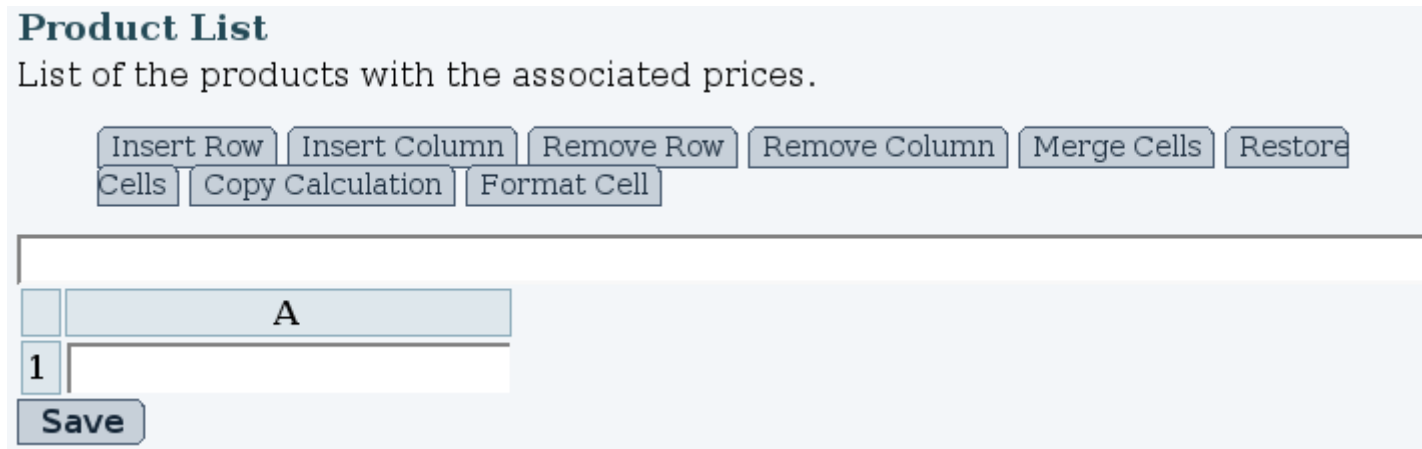 Product List
List of the products with the associated prices.
Insert Row Insert Column Remove Row Remove Column Merge Cells Restore
Cells Copy Calculation Format Cell
A
1
Save